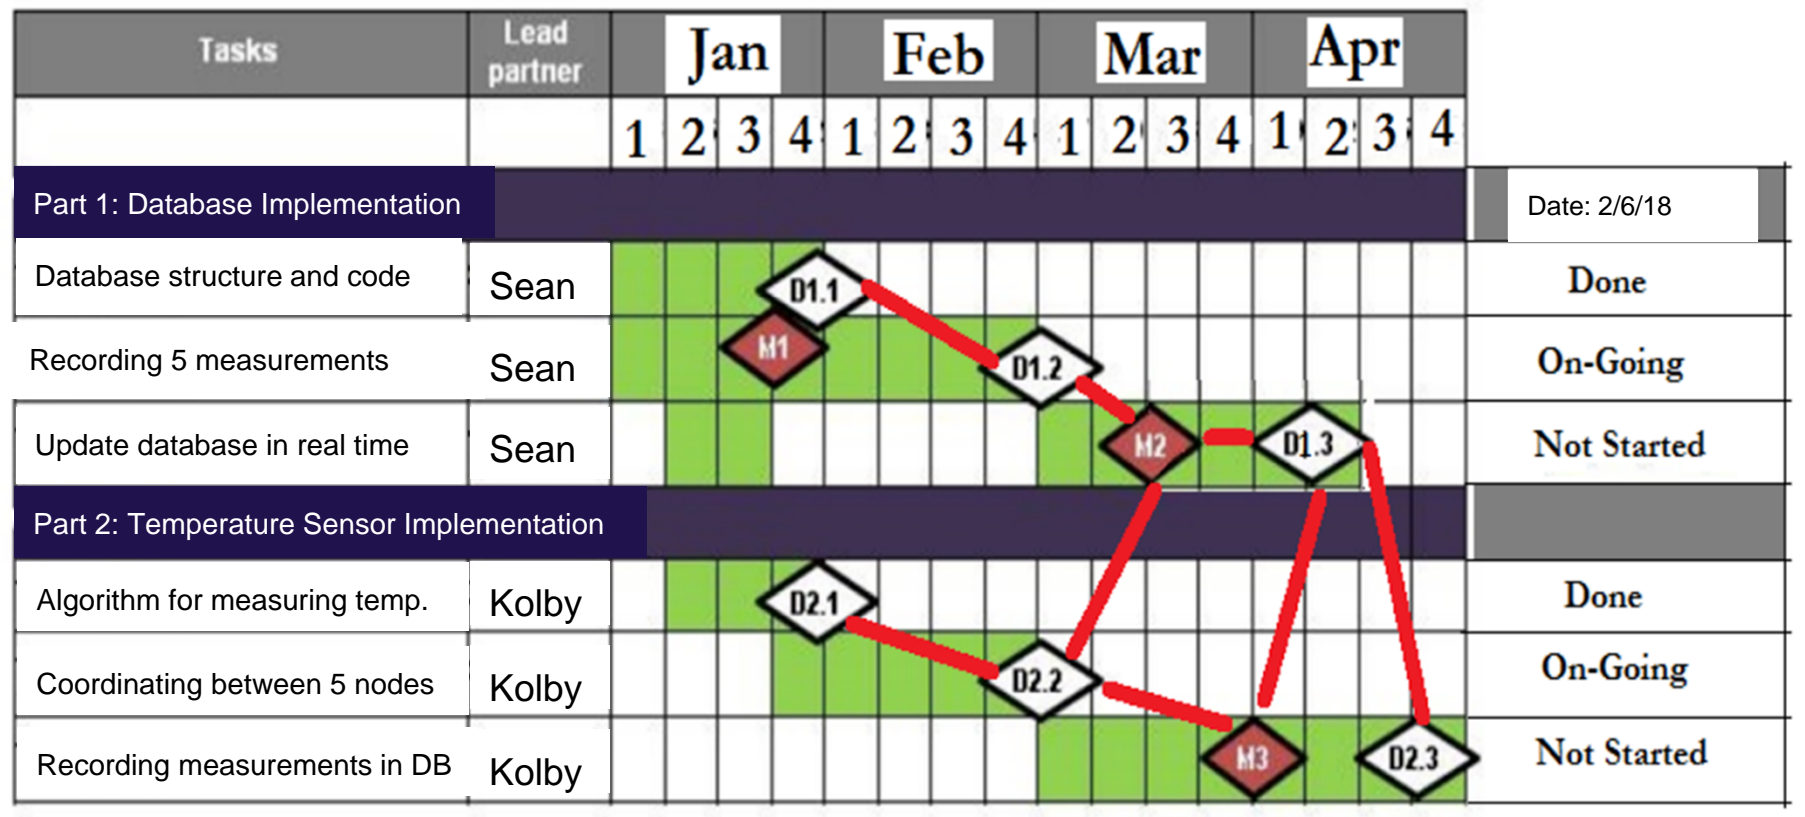 Tasks Lead partner Jan Feb Mar Apr
1 2 3 4 1 2 3 4 1 2 3 4 1 2 3 4
Part 1: Database Implementation Date: 2/6/18
Database structure and code Sean D1.1 Done
Recording 5 measurements Sean M1 D1.2 On-Going
Update database in real time Sean M2 D1.3 Not Started
Part 2: Temperature Sensor Implementation
Algorithm for measuring temp. Kolby D2.1 Done
Coordinating between 5 nodes Kolby D2.2 On-Going
Recording measurements in DB Kolby M3 D2.3 Not Started